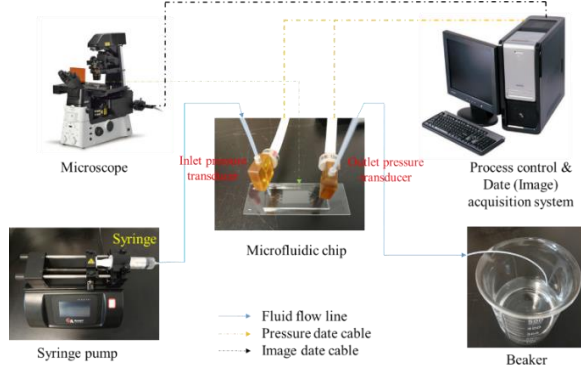 Microscope
Inlet pressure
transducer
Outlet pressure
transducer
Process control &
Date (Image)
acquisition system
Syringe
Microfluidic chip
Syringe pump
Fluid flow line
Pressure date cable
Image date cable
Beaker